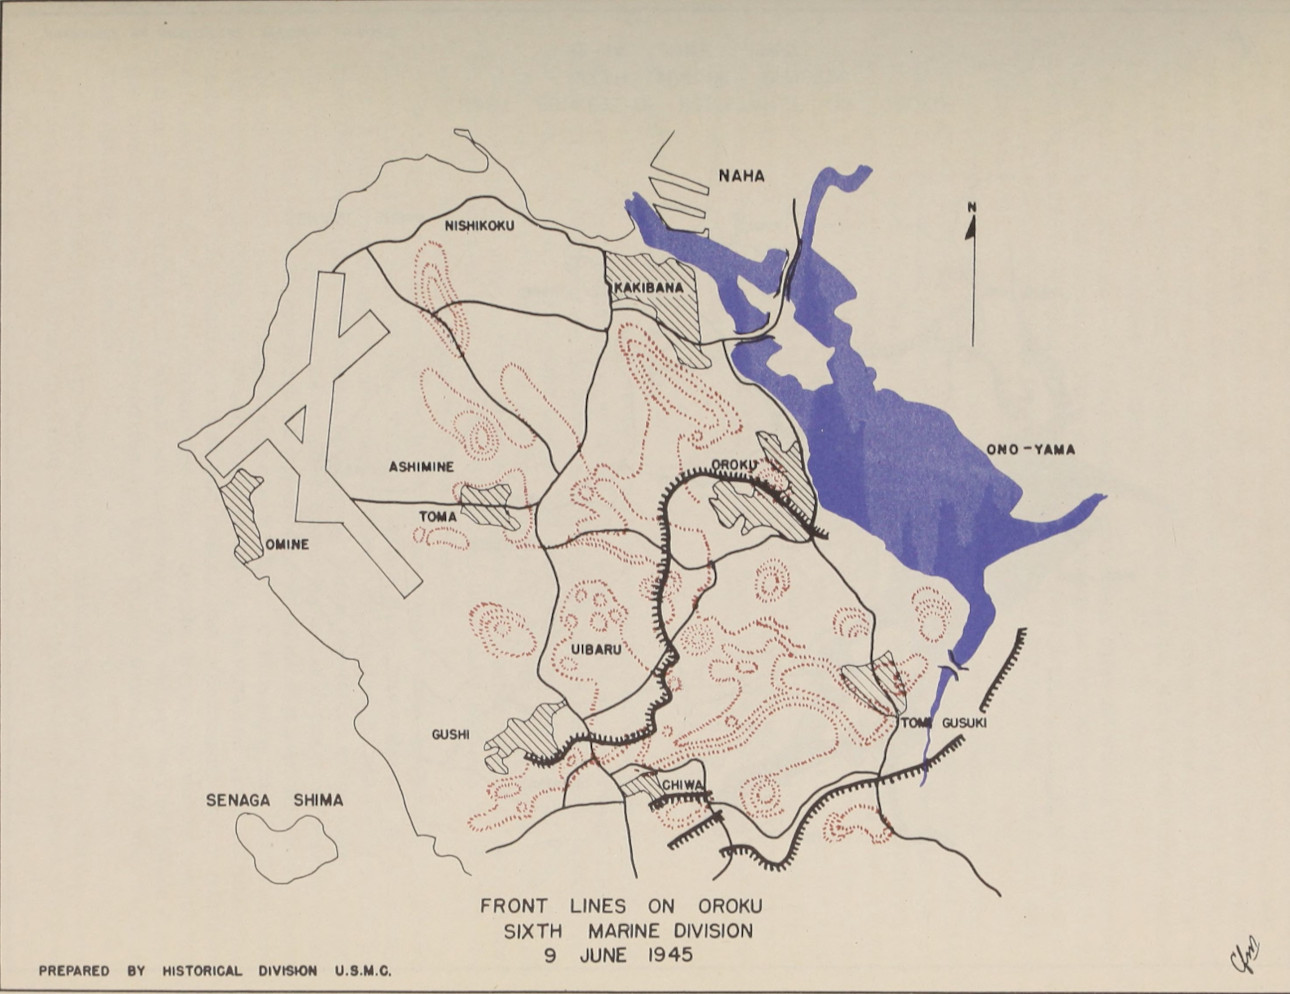 NAHA
N
NISHIKOKU
KAKIBANA
ONO-YAMA
OROKU
ASHIMINE
TOMA
OMINE
UIBARU
TOMI GUSUKI
GUSHI
CHIWA
SENAGA SHIMA
FRONT LINES ON OROKU
SIXTH MARINE DIVISION
9 JUNE 1945
PREPARED BY HISTORICAL DIVISION U.S.M.C.